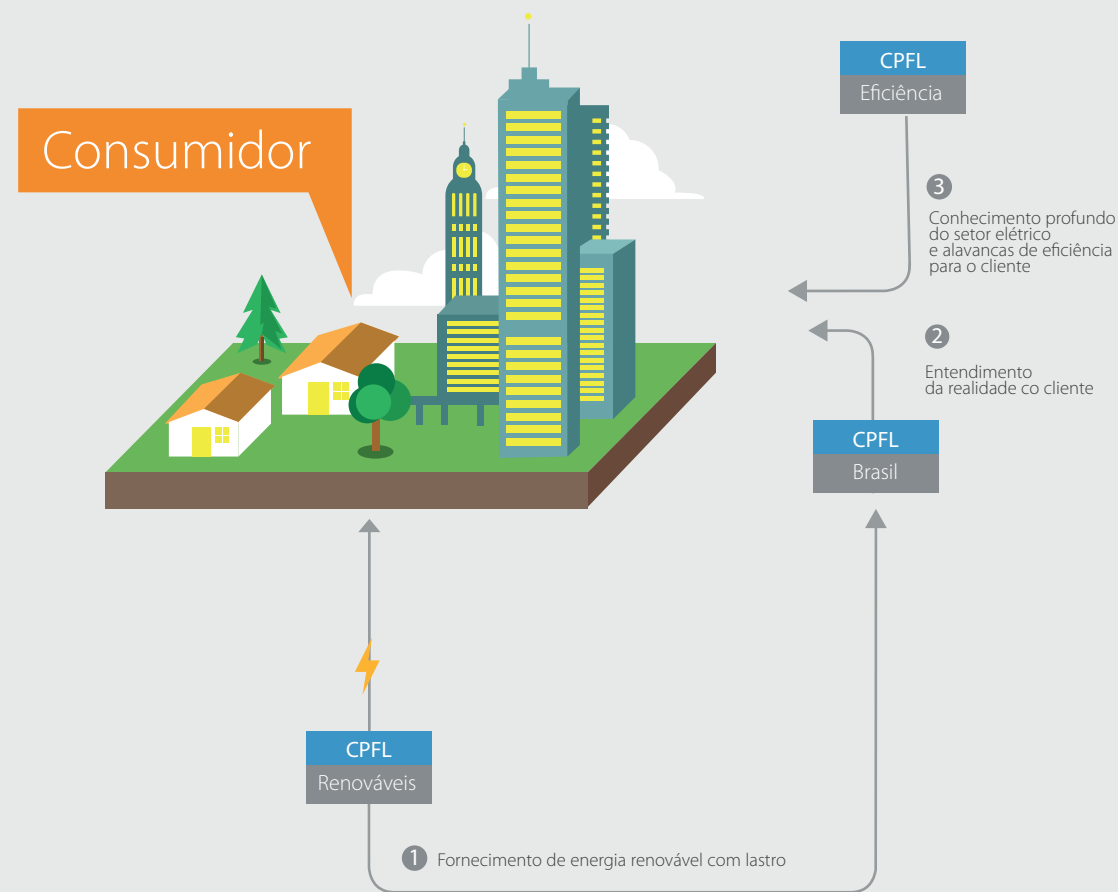 Consumidor
CPFL
Eficiência
3
Conhecimento profundo
do setor elétrico
e alavancas de eficiência
para o cliente
2
Entendimento
da realidade co cliente
CPFL
Brasil
CPFL
Renováveis
1 Fornecimento de energia renovável com lastro